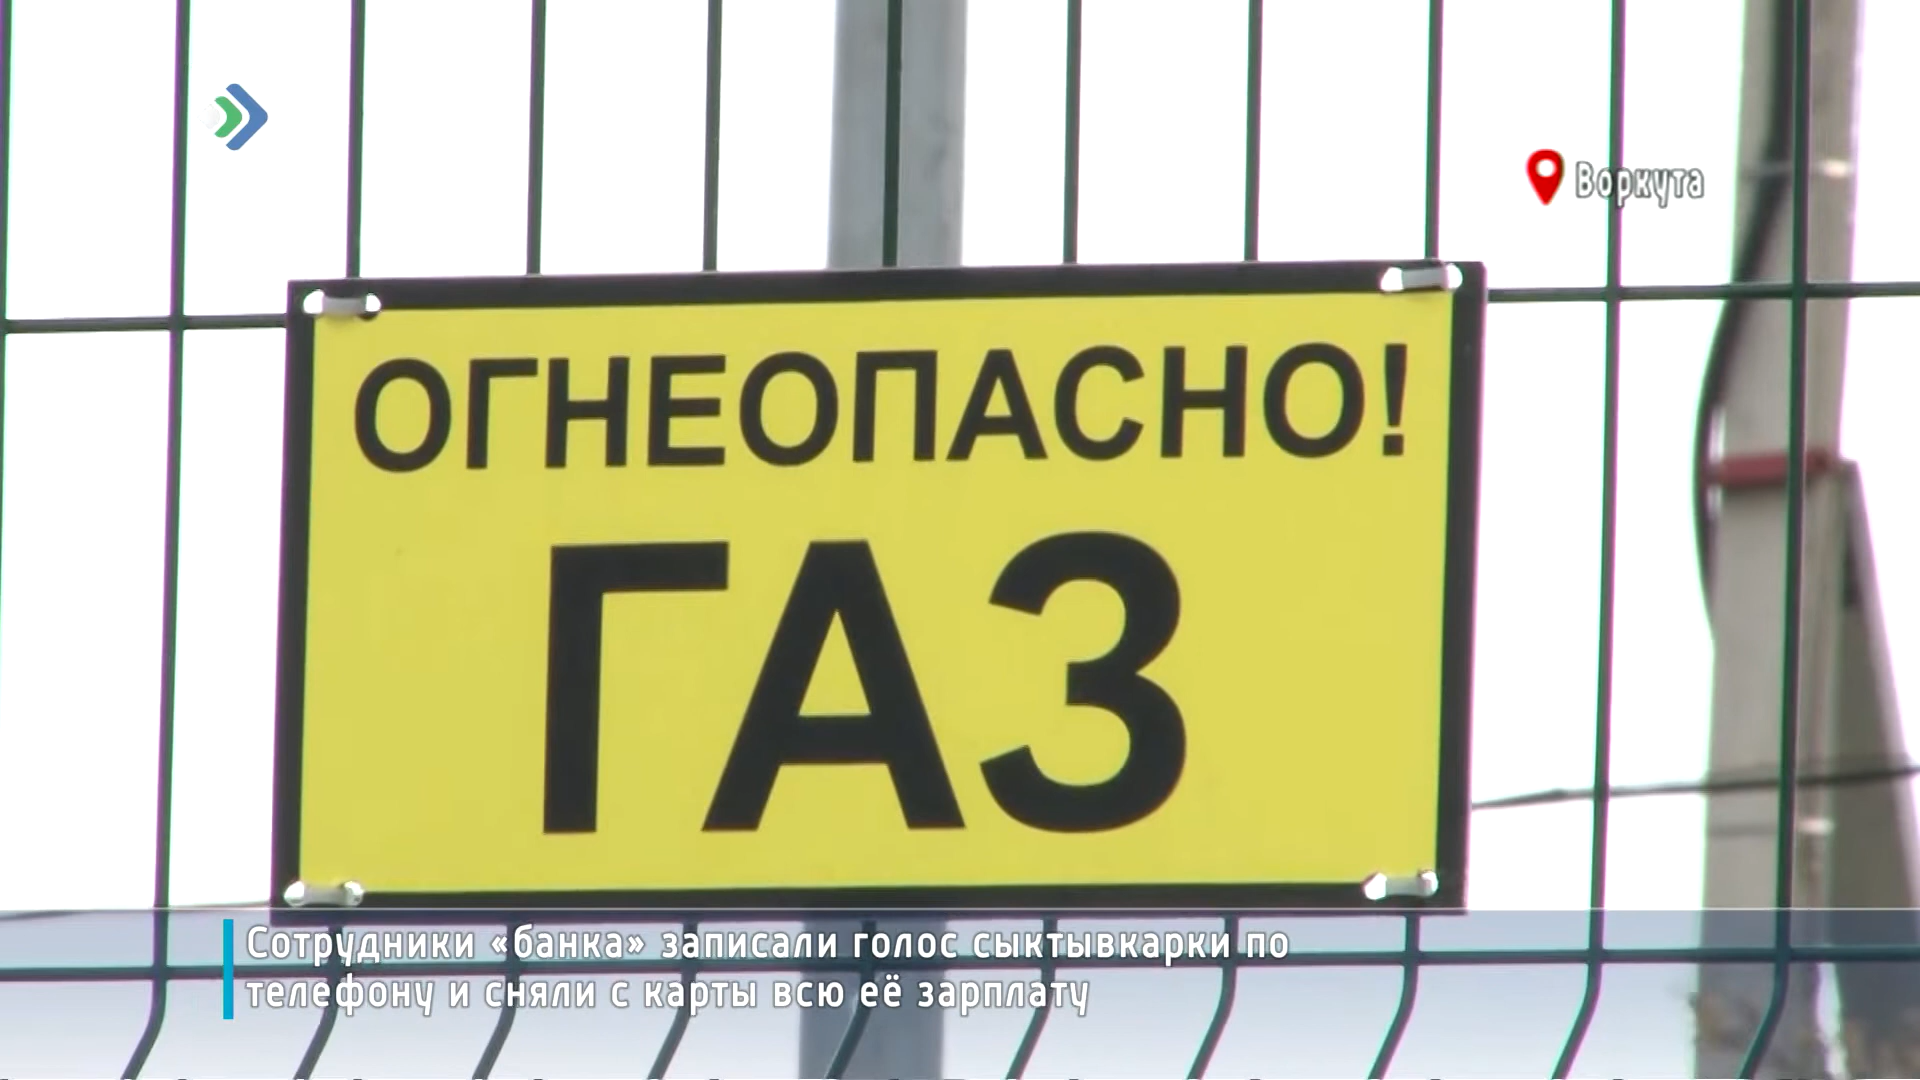 Воркута
ОГНЕОПАСНО!
ГАЗ
Сотрудники «банка» записали голос сыктывкарки по
телефону и сняли с карты всю её зарплату